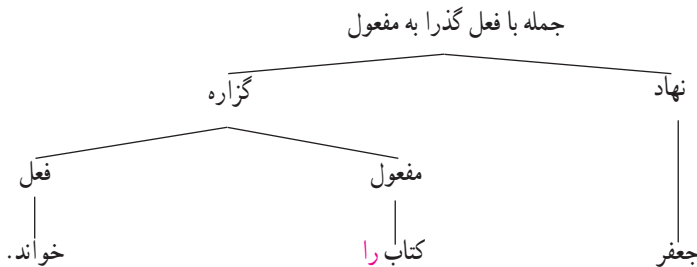 جمله با فعل گذرا به مفعول
نهاد گزاره
مفعول فعل
جعفر کتاب را خواند.